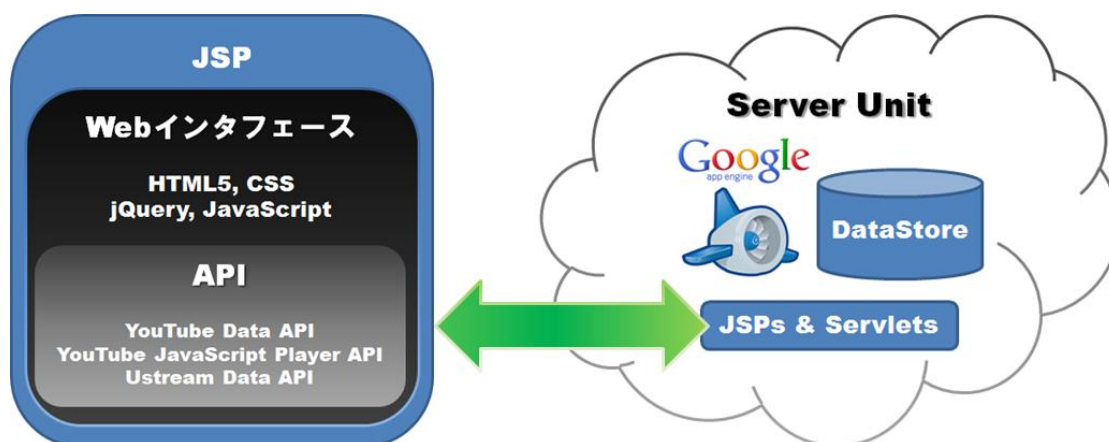 JSP
Webインタフェース
HTML5, CSS
jQuery, JavaScript
API
YouTube Data API
YouTube JavaScript Player API
Ustream Data API
Server Unit
Google
app engine
DataStore
JSPs & Servlets